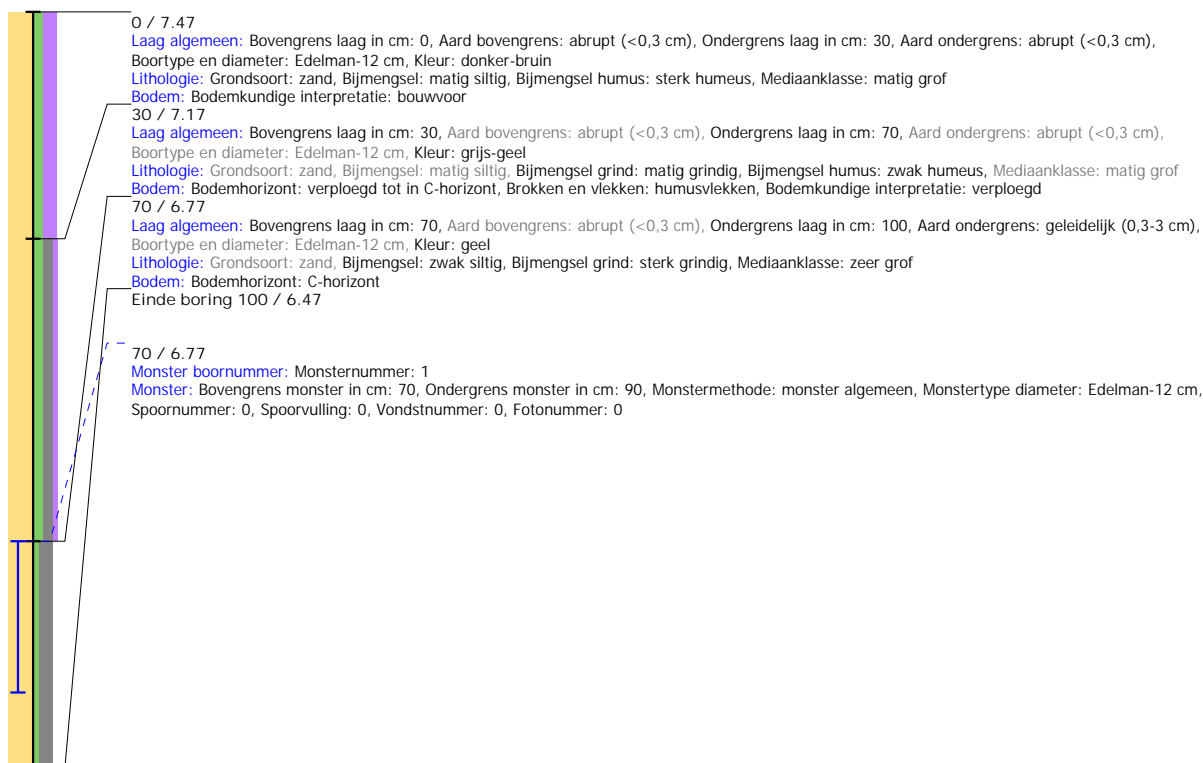 0 / 7.47
Laag algemeen: Bovengrens laag in cm: 0, Aard bovengrens: abrupt (<0,3 cm), Ondergrens laag in cm: 30, Aard ondergrens: abrupt (<0,3 cm),
Boortype en diameter: Edelman-12 cm, Kleur: donker-bruin
Lithologie: Grondsoort: zand, Bijmengsel: matig siltig, Bijmengsel humus: sterk humeus, Mediaanklasse: matig grof
Bodem: Bodemkundige interpretatie: bouwvoor
30 / 7.17
Laag algemeen: Bovengrens laag in cm: 30, Aard bovengrens: abrupt (<0,3 cm), Ondergrens laag in cm: 70, Aard ondergrens: abrupt (<0,3 cm),
Boortype en diameter: Edelman-12 cm, Kleur: grijs-geel
Lithologie: Grondsoort: zand, Bijmengsel: matig siltig, Bijmengsel grind: matig grindig, Bijmengsel humus: zwak humeus, Mediaanklasse: matig grof
Bodem: Bodemhorizont: verploegd tot in C-horizont, Brokken en vlekken: humusvlekken, Bodemkundige interpretatie: verploegd
70 / 6.77
Laag algemeen: Bovengrens laag in cm: 70, Aard bovengrens: abrupt (<0,3 cm), Ondergrens laag in cm: 100, Aard ondergrens: geleidelijk (0,3-3 cm),
Boortype en diameter: Edelman-12 cm, Kleur: geel
Lithologie: Grondsoort: zand, Bijmengsel: zwak siltig, Bijmengsel grind: sterk grindig, Mediaanklasse: zeer grof
Bodem: Bodemhorizont: C-horizont
Einde boring 100 / 6.47
70 / 6.77
Monster boornummer: Monsternummer: 1
Monster: Bovengrens monster in cm: 70, Ondergrens monster in cm: 90, Monstermethode: monster algemeen, Monstertype diameter: Edelman-12 cm,
Spoornummer: 0, Spoorvulling: 0, Vondstnummer: 0, Fotonummer: 0